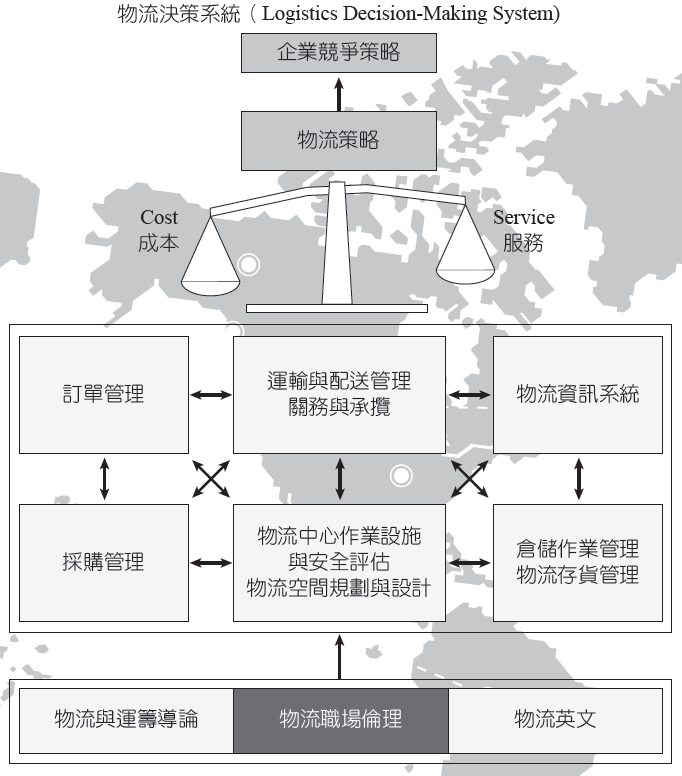 物流決策系統（Logistics Decision-Making System)
企業競爭策略
物流策略
Cost
成本
Service
服務
訂單管理
運輸與配送管理
關務與承攬
物流資訊系統
採購管理
物流中心作業設施
與安全評估
物流空間規劃與設計
倉儲作業管理
物流存貨管理
物流與運籌導論
物流職場倫理
物流英文